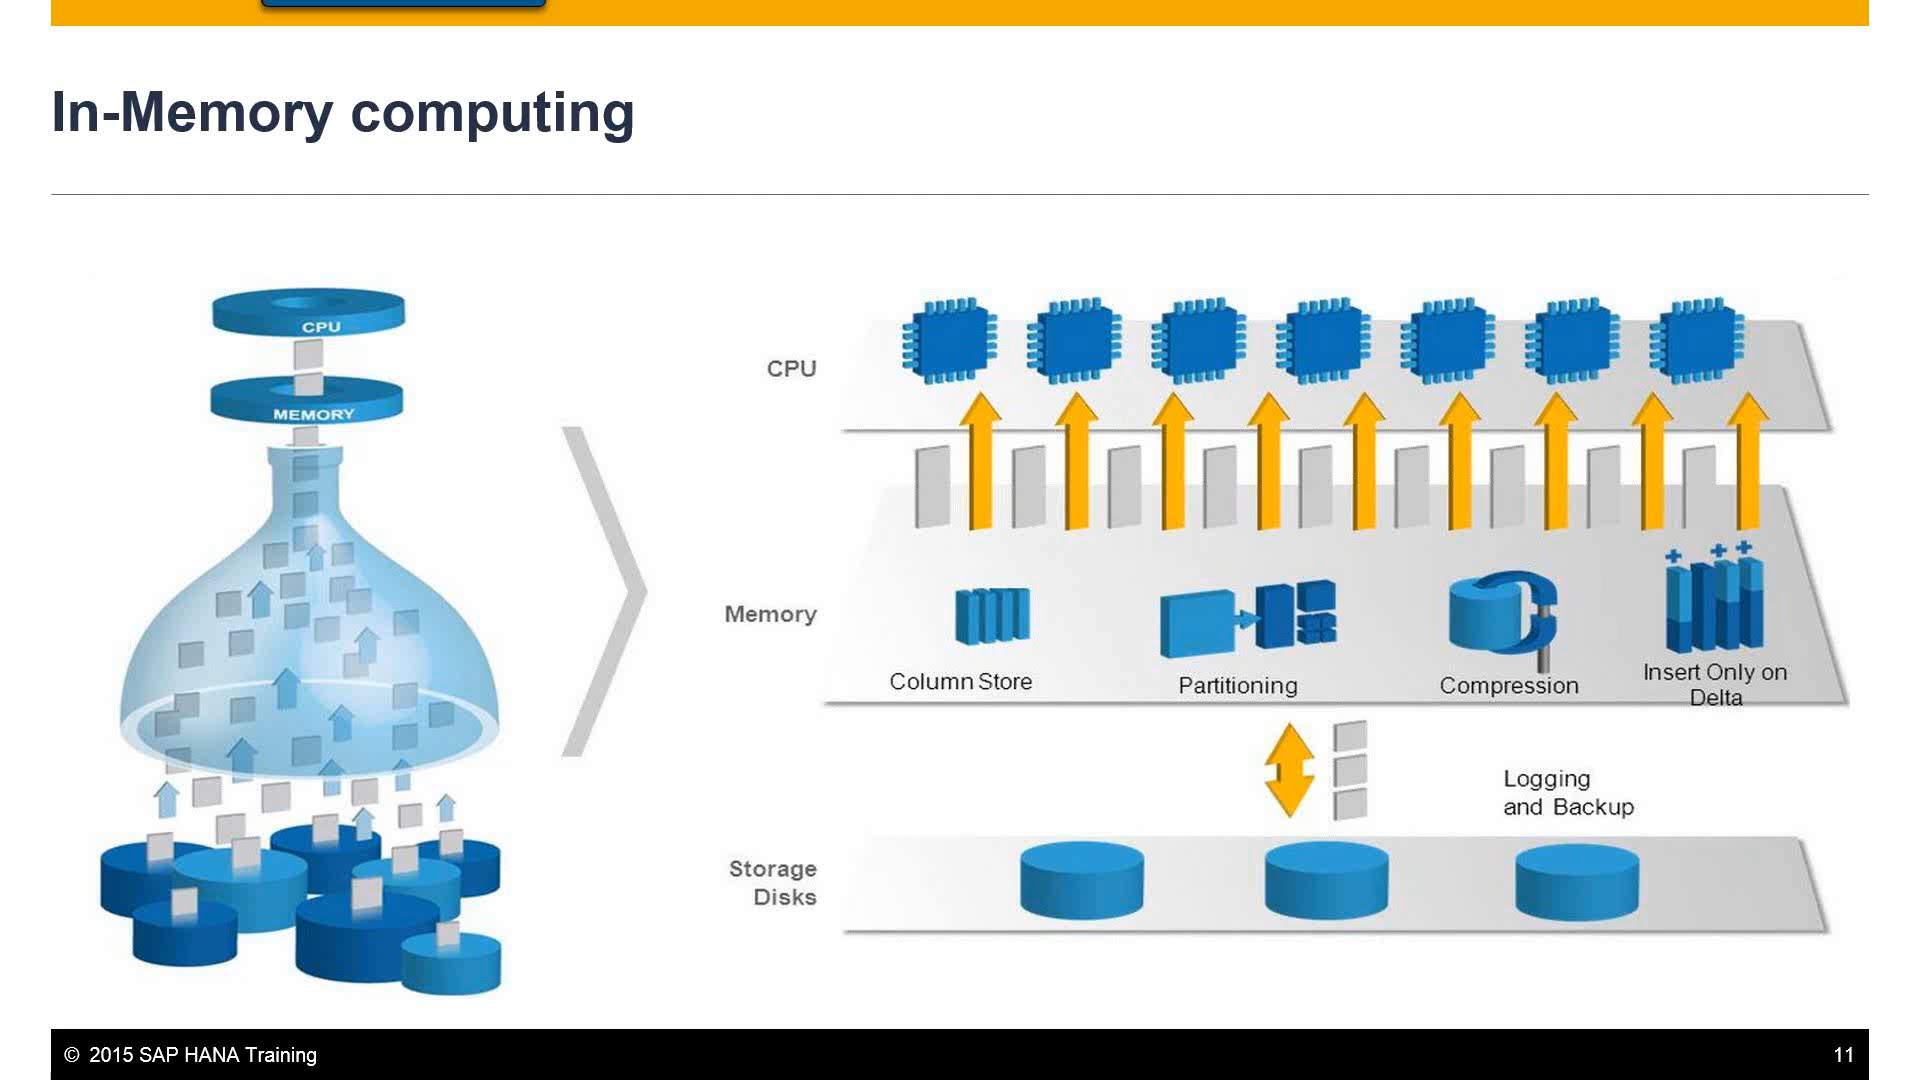 In-Memory computing
CPU
MEMORY
CPU
Memory
Column Store
Partitioning
Compression
Insert Only on
Delta
Logging
and Backup
Storage
Disks
© 2015 SAP HANA Training
11